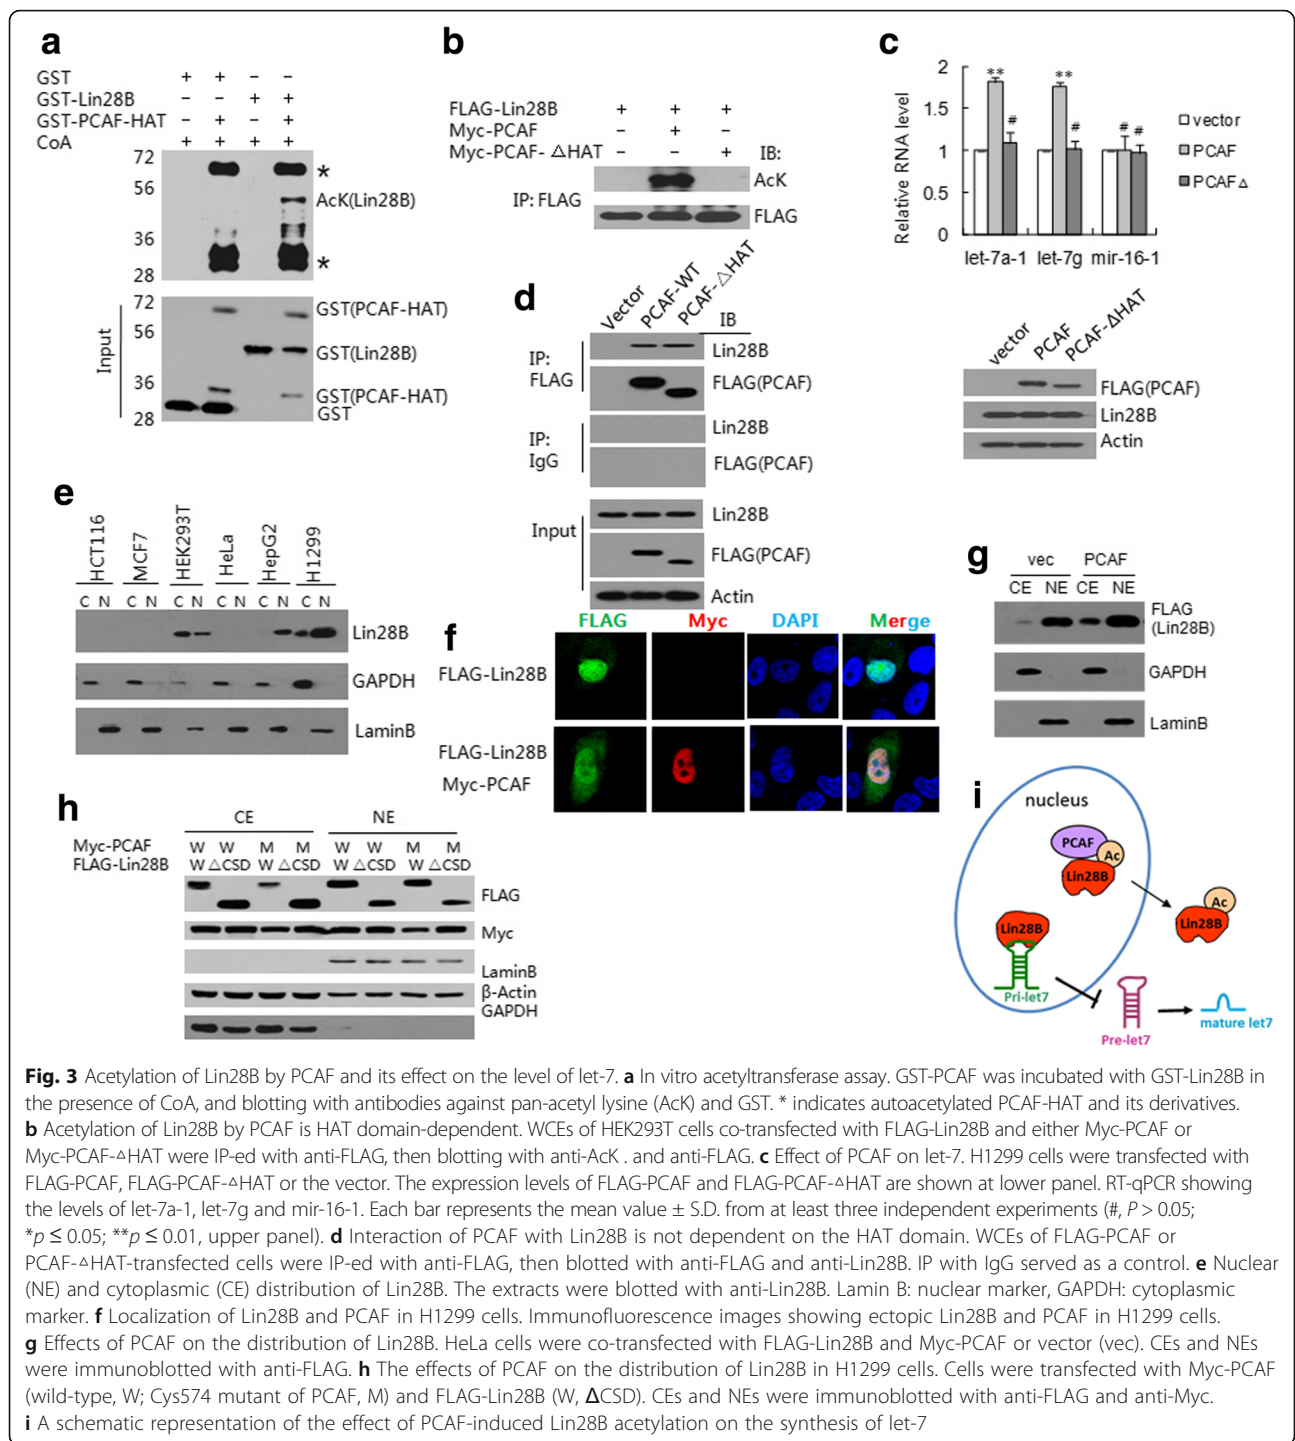 a
GST + + – –
GST-Lin28B – – + +
GST-PCAF-HAT – + – +
CoA + + + +
72
56
36
28
*
AcK(Lin28B)
*
Input
72
56
36
28
GST(PCAF-HAT)
GST(Lin28B)
GST(PCAF-HAT)
GST
b
FLAG-Lin28B + + +
Myc-PCAF – + –
Myc-PCAF- △HAT – – +
IB:
IP: FLAG
AcK
FLAG
c
Relative RNA level
2
1.5
1
0.5
0
** #
** #
# #
let-7a-1 let-7g mir-16-1
vector
PCAF
PCAF△
vector PCAF PCAF-ΔHAT
FLAG(PCAF)
Lin28B
Actin
d
Vector PCAF-WT PCAF-△HAT
IB
IP:
FLAG
Lin28B
FLAG(PCAF)
IP:
IgG
Lin28B
FLAG(PCAF)
Input
Lin28B
FLAG(PCAF)
Actin
e
HCT116 MCF7 HEK293T HeLa HepG2 H1299
C N C N C N C N C N C N
Lin28B
GAPDH
LaminB
f
FLAG Myc DAPI Merge
FLAG-Lin28B
FLAG-Lin28B
Myc-PCAF
g
vec PCAF
CE NE CE NE
FLAG
(Lin28B)
GAPDH
LaminB
h
CE NE
Myc-PCAF W W M M W W M M
FLAG-Lin28B W △CSD W △CSD W △CSD W △CSD
FLAG
Myc
LaminB
β-Actin
GAPDH
i
nucleus
PCAF
Ac
Lin28B
Ac
Lin28B
Lin28B
Pri-let7
Pre-let7
mature let7
Fig. 3 Acetylation of Lin28B by PCAF and its effect on the level of let-7. a In vitro acetyltransferase assay. GST-PCAF was incubated with GST-Lin28B in
the presence of CoA, and blotting with antibodies against pan-acetyl lysine (AcK) and GST. * indicates autoacetylated PCAF-HAT and its derivatives.
b Acetylation of Lin28B by PCAF is HAT domain-dependent. WCEs of HEK293T cells co-transfected with FLAG-Lin28B and either Myc-PCAF or
Myc-PCAF-△HAT were IP-ed with anti-FLAG, then blotting with anti-AcK . and anti-FLAG. c Effect of PCAF on let-7. H1299 cells were transfected with
FLAG-PCAF, FLAG-PCAF-△HAT or the vector. The expression levels of FLAG-PCAF and FLAG-PCAF-△HAT are shown at lower panel. RT-qPCR showing
the levels of let-7a-1, let-7g and mir-16-1. Each bar represents the mean value ± S.D. from at least three independent experiments (#, P > 0.05;
*p ≤ 0.05; **p ≤ 0.01, upper panel). d Interaction of PCAF with Lin28B is not dependent on the HAT domain. WCEs of FLAG-PCAF or
PCAF-△HAT-transfected cells were IP-ed with anti-FLAG, then blotted with anti-FLAG and anti-Lin28B. IP with IgG served as a control. e Nuclear
(NE) and cytoplasmic (CE) distribution of Lin28B. The extracts were blotted with anti-Lin28B. Lamin B: nuclear marker, GAPDH: cytoplasmic
marker. f Localization of Lin28B and PCAF in H1299 cells. Immunofluorescence images showing ectopic Lin28B and PCAF in H1299 cells.
g Effects of PCAF on the distribution of Lin28B. HeLa cells were co-transfected with FLAG-Lin28B and Myc-PCAF or vector (vec). CEs and NEs
were immunoblotted with anti-FLAG. h The effects of PCAF on the distribution of Lin28B in H1299 cells. Cells were transfected with Myc-PCAF
(wild-type, W; Cys574 mutant of PCAF, M) and FLAG-Lin28B (W, ΔCSD). CEs and NEs were immunoblotted with anti-FLAG and anti-Myc.
i A schematic representation of the effect of PCAF-induced Lin28B acetylation on the synthesis of let-7